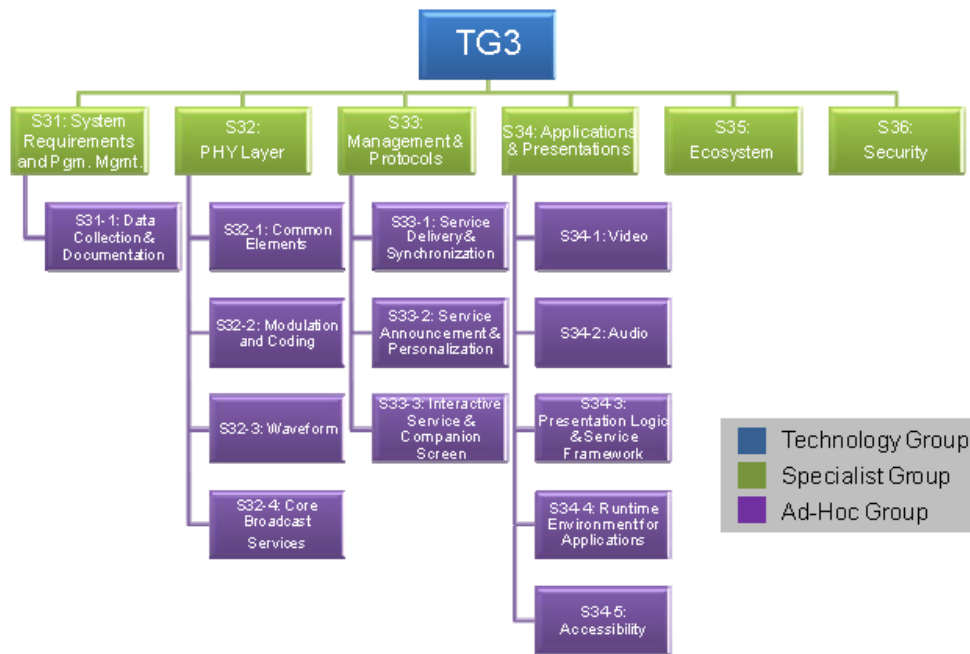 TG3
S31: System
Requirements
and Pgm. Mgmt.
S32:
PHY Layer
S33:
Management &
Protocols
S34: Applications
& Presentations
S35:
Ecosystem
S36:
Security
S31-1: Data
Collection &
Documentation
S32-1: Common
Elements
S32-2: Modulation
and Coding
S32-3: Waveform
S32-4: Core
Broadcast
Services
S33-1: Service
Delivery &
Synchronization
S33-2: Service
Announcement &
Personalization
S33-3: Interactive
Service &
Companion
Screen
S34-1: Video
S34-2: Audio
S34-3:
Presentation Logic
& Service
Framework
S34-4: Runtime
Environment for
Applications
S34-5:
Accessibility
Technology Group
Specialist Group
Ad-Hoc Group